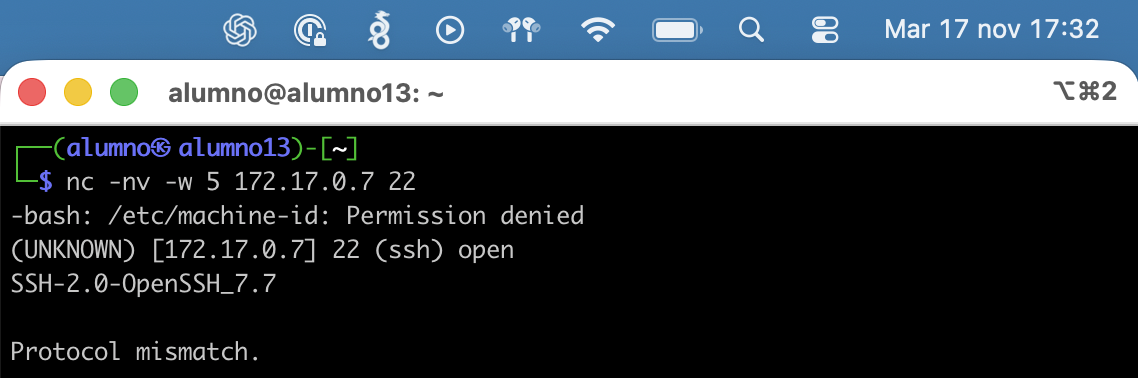 Mar 17 nov 17:32
alumno@alumno13: ~ ⌥⌘2
┌──(alumno㉿ alumno13)-[~]
└─$ nc -nv -w 5 172.17.0.7 22
-bash: /etc/machine-id: Permission denied
(UNKNOWN) [172.17.0.7] 22 (ssh) open
SSH-2.0-OpenSSH_7.7
Protocol mismatch.